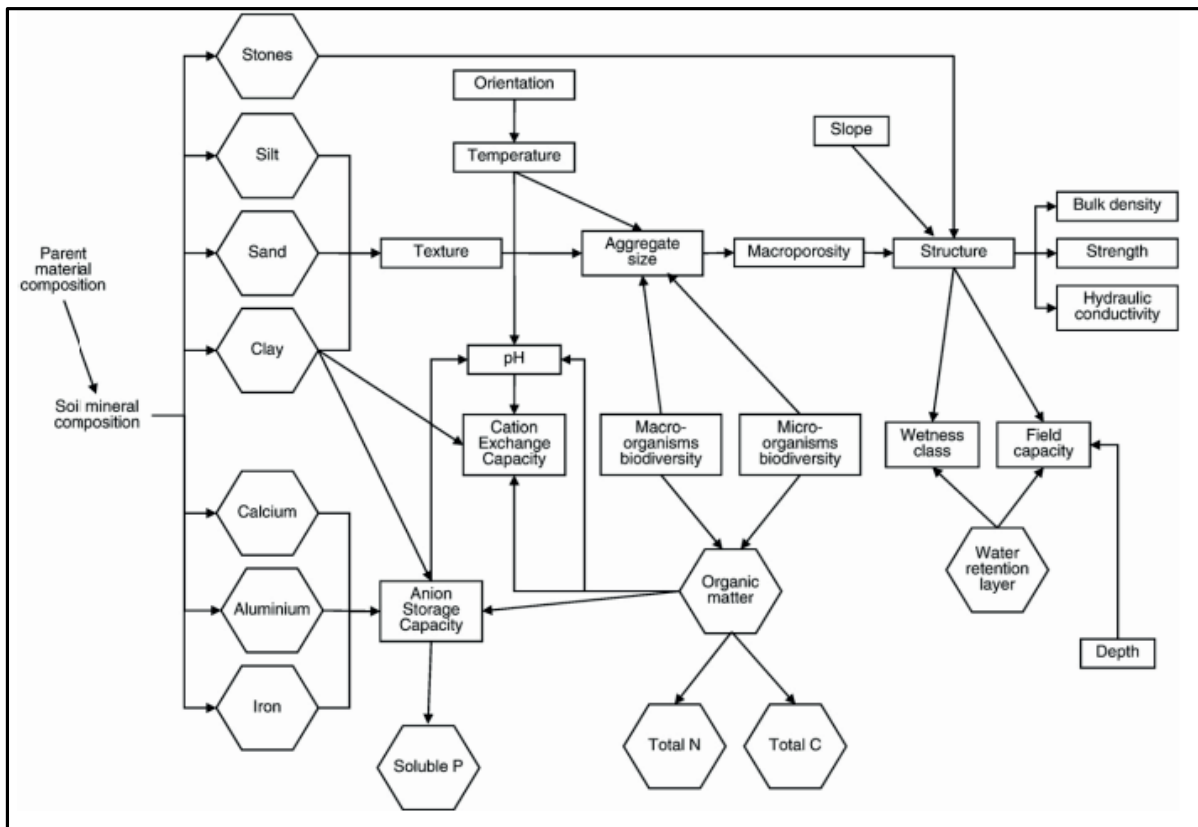 Stones
Orientation
Slope
Silt
Temperature
Bulk density
Parent
material
composition
Sand
Texture
Aggregate
size
Macroporosity
Structure
Strength
Hydraulic
conductivity
Clay
pH
Soil mineral
composition
Cation
Exchange
Capacity
Macro-
organisms
biodiversity
Micro-
organisms
biodiversity
Wetness
class
Field
capacity
Calcium
Water
retention
layer
Organic
matter
Aluminium
Anion
Storage
Capacity
Depth
Iron
Soluble P
Total N
Total C